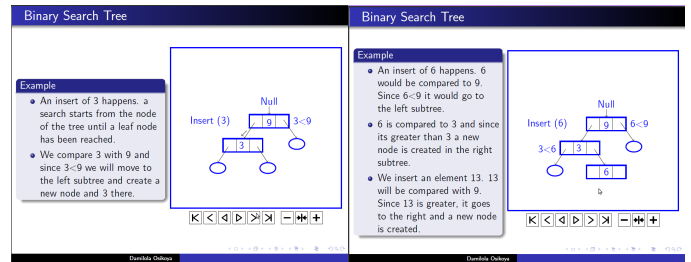 Binary Search Tree
Example
An insert of 3 happens. a
search starts from the node
of the tree until a leaf node
has been reached.
We compare 3 with 9 and
since 3<9 we will move to
the left subtree and create a
new node and 3 there.
Null
Insert (3)
9
3<9
3
Damilola Osikoya
Binary Search Tree
Example
An insert of 6 happens. 6
would be compared to 9.
Since 6<9 it would go to
the left subtree.
6 is compared to 3 and since
its greater than 3 a new
node is created in the right
subtree.
We insert an element 13. 13
will be compared with 9.
Since 13 is greater, it goes
to the right and a new node
is created.
Null
Insert (6)
9
6<9
3<6
3
6
Damilola Osikoya